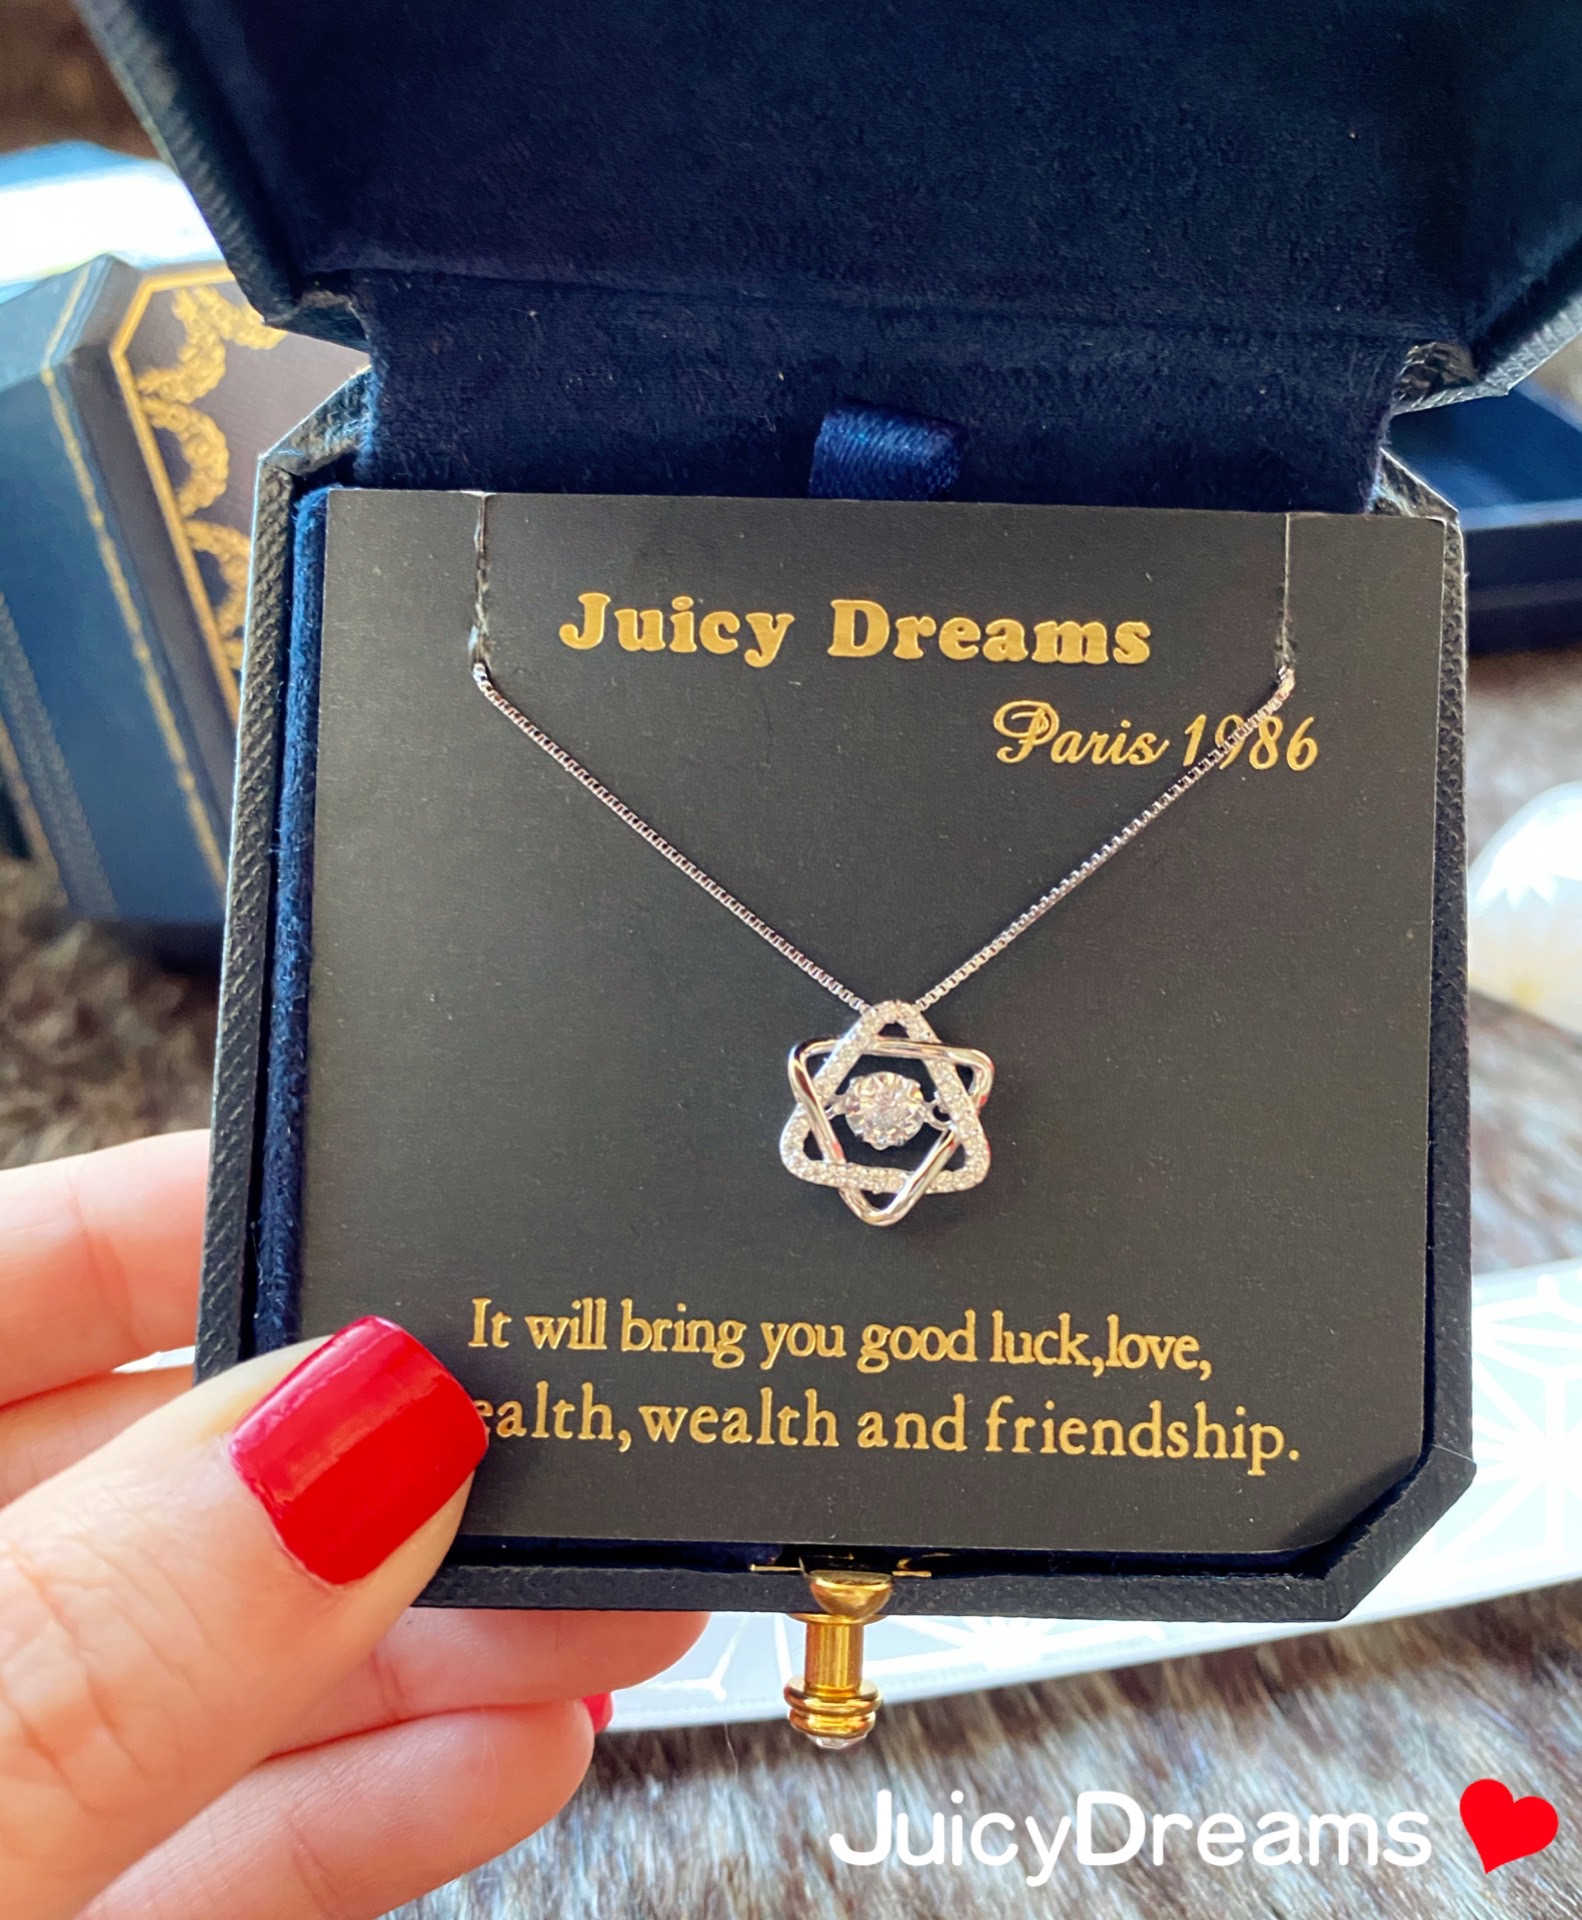 Juicy Dreams
Paris 1986
It will bring you good luck,love,
ealth,wealth and friendship.
JuicyDreams